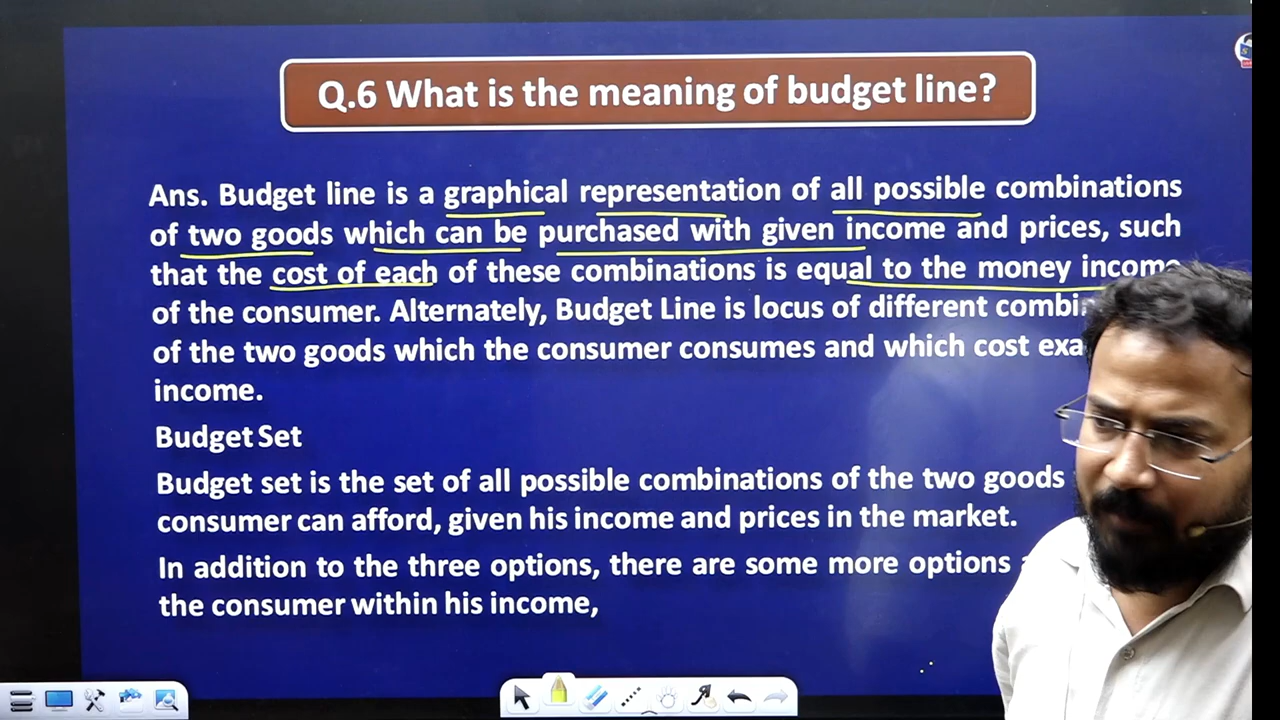 Q.6 What is the meaning of budget line?
Ans. Budget line is a graphical representation of all possible combinations
of two goods which can be purchased with given income and prices, such
that the cost of each of these combinations is equal to the money income
of the consumer. Alternately, Budget Line is locus of different
of the two goods which the consumer consumes and which cost
income.
Budget Set
Budget set is the set of all possible combinations of the two goods
consumer can afford, given his income and prices in the market.
In addition to the three options, there are some more options
the consumer within his income,